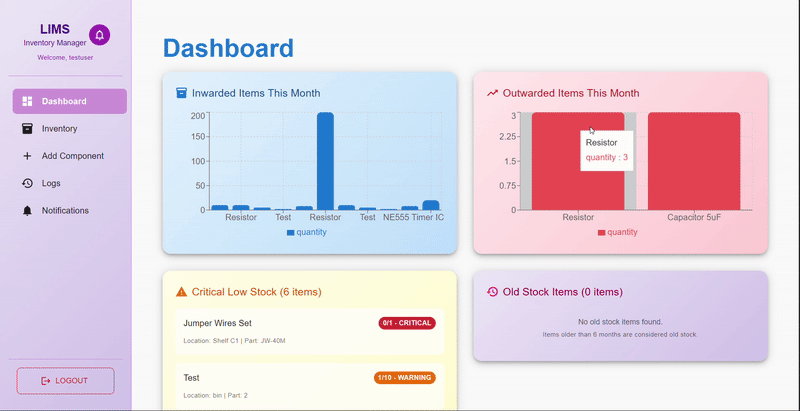 LIMS
Inventory Manager
Welcome, testuser
Dashboard
Inventory
Add Component
Logs
Notifications
LOGOUT
Dashboard
Inwarded Items This Month
200
150
100
50
0
Resistor
Test
Resistor
Test
NE555 Timer IC
quantity
Outwarded Items This Month
3
2.25
1.5
0.75
0
Resistor
quantity : 3
Resistor
Capacitor 5uF
quantity
Critical Low Stock (6 items)
Jumper Wires Set
0/1 - CRITICAL
Location: Shelf C1 | Part: JW-40M
Test
1/10 - WARNING
Location: bin | Part: 2
Old Stock Items (0 items)
No old stock items found.
Items older than 6 months are considered old stock.